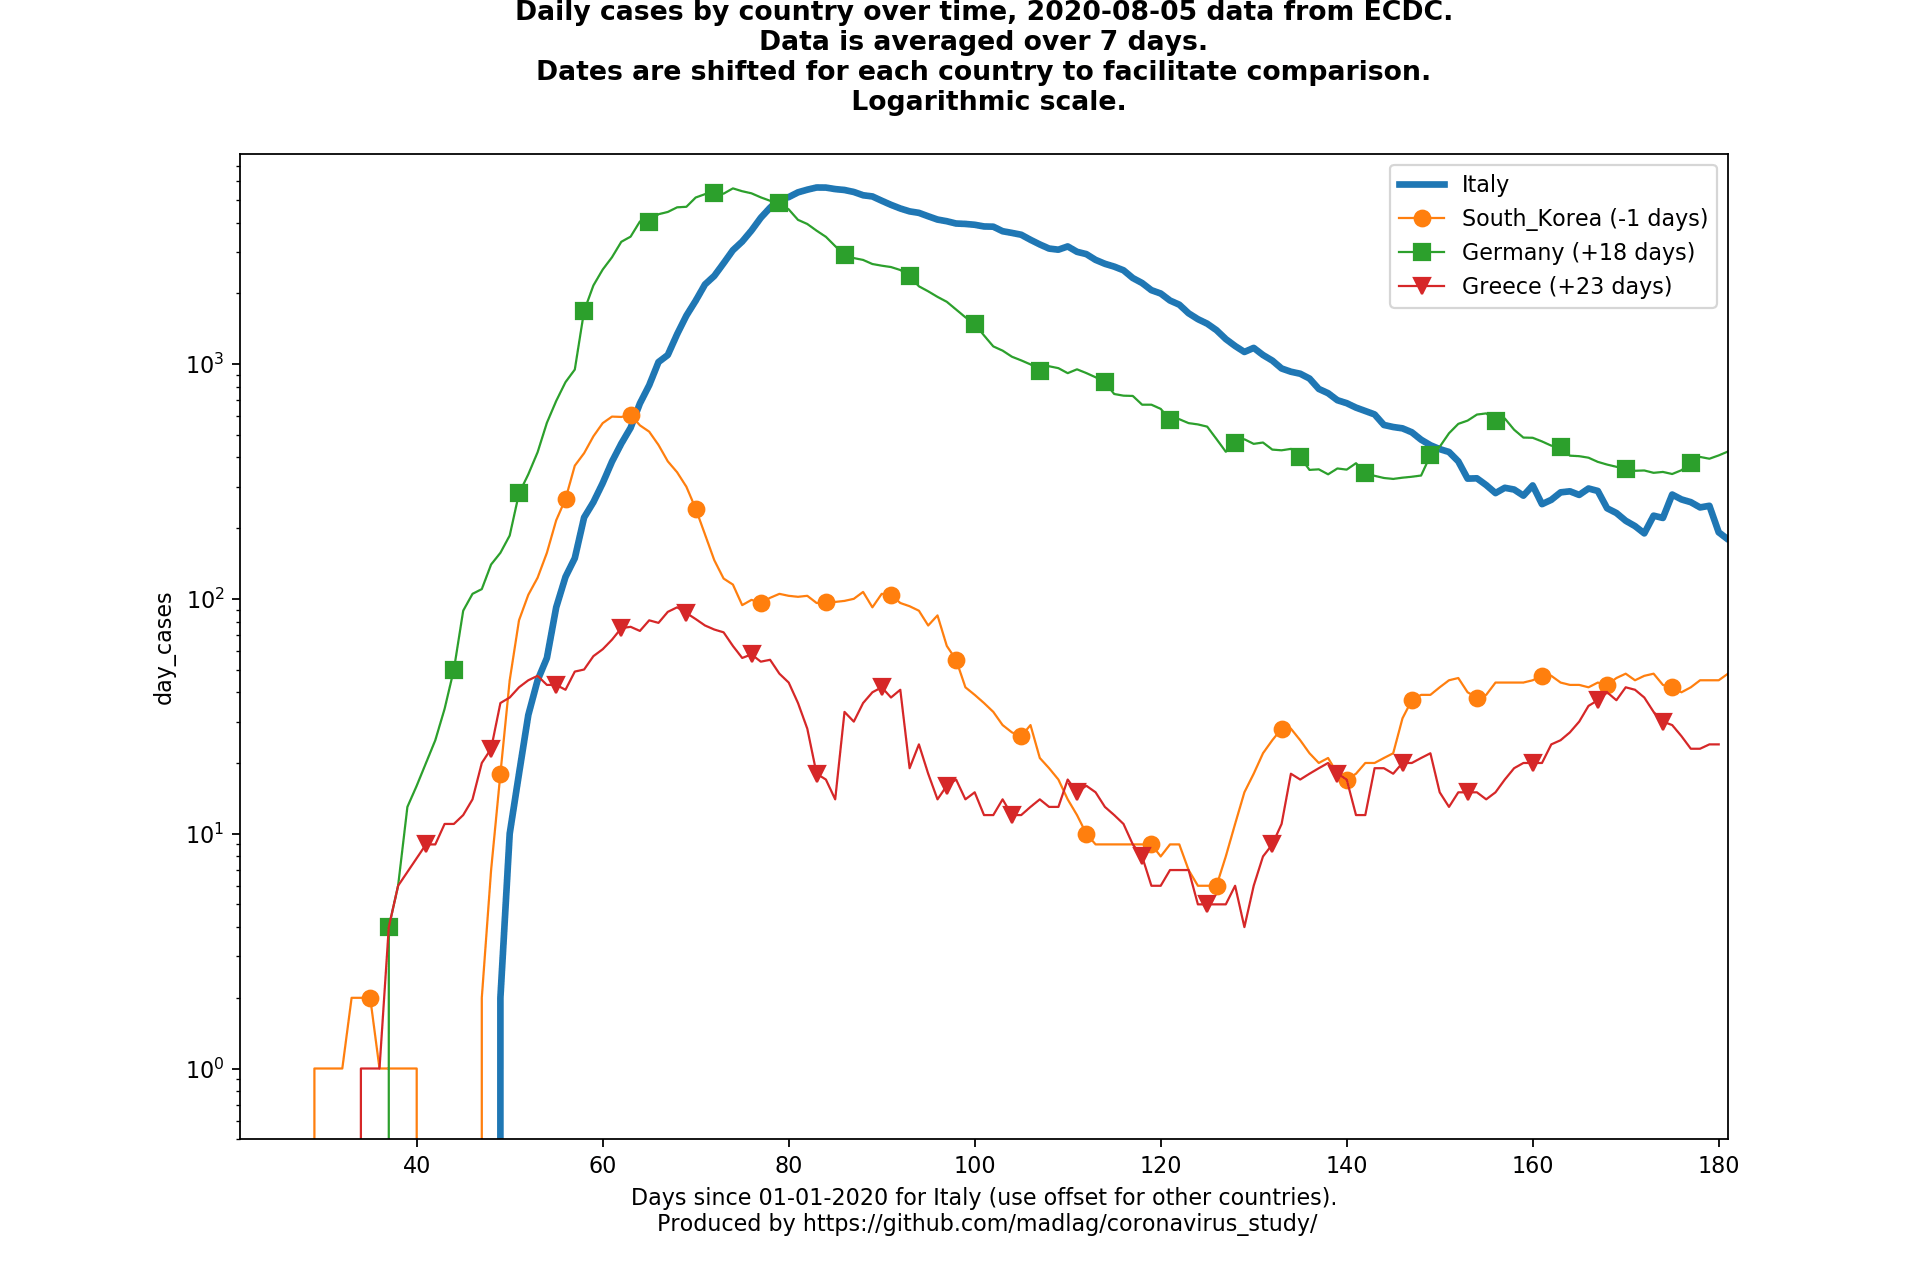 Daily cases by country over time, 2020-08-05 data from ECDC.
Data is averaged over 7 days.
Dates are shifted for each country to facilitate comparison.
Logarithmic scale.
Italy
South_Korea (-1 days)
Germany (+18 days)
Greece (+23 days)
day_cases
10³
10²
10¹
10⁰
40 60 80 100 120 140 160 180
Days since 01-01-2020 for Italy (use offset for other countries).
Produced by https://github.com/madlag/coronavirus_study/